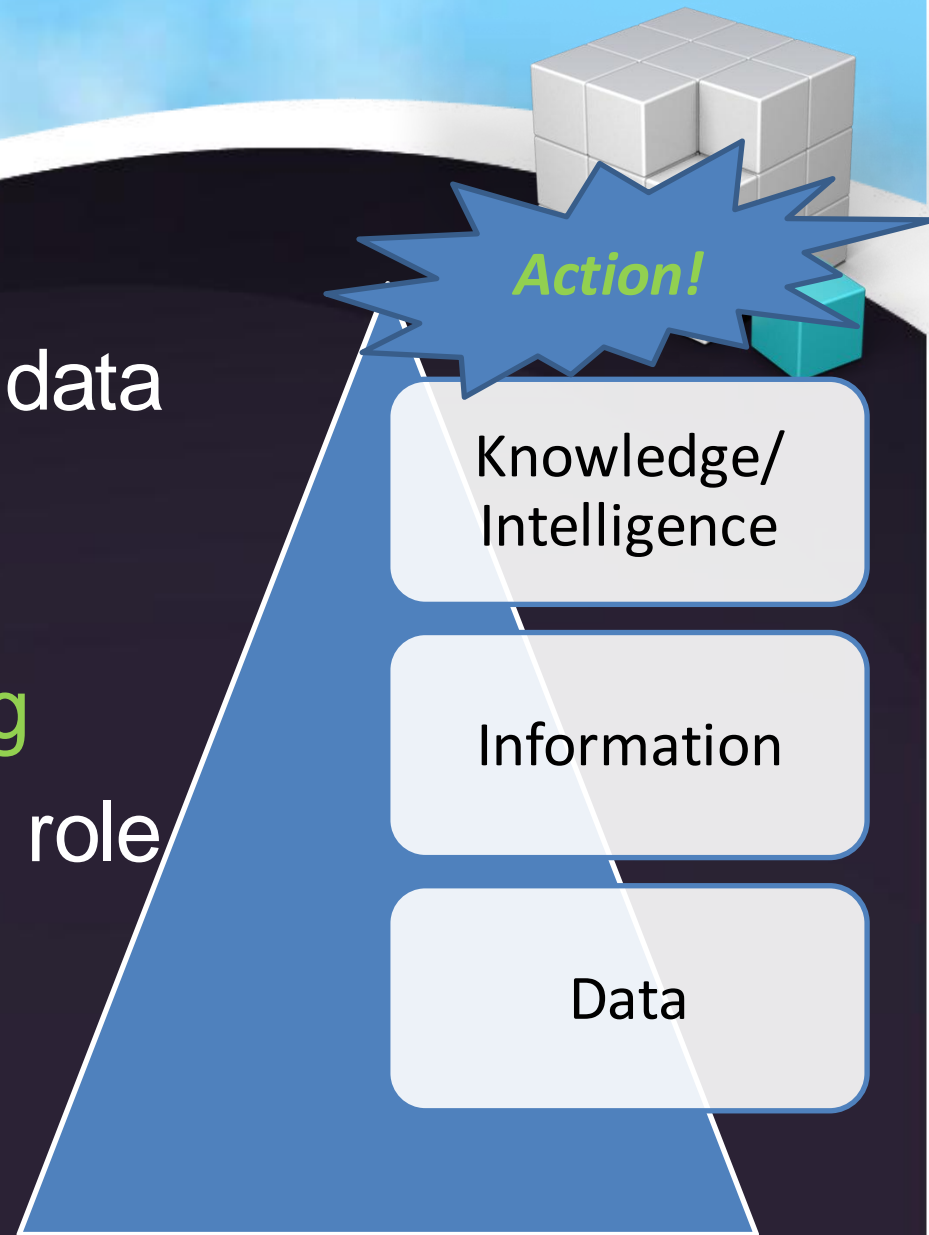 Action!
data
Knowledge/
Intelligence
g
Information
role
Data